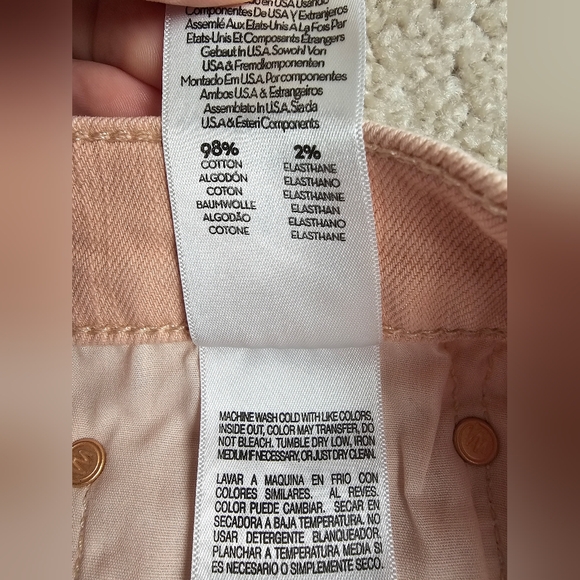 en USA Usando
Componentes De USA Y Extranjeros
Assemlé Aux Etats-Unis A La Fois Par
Etats-Unis Et Composants Étrangers
Gebaut In U.S.A. Sowohl Von
USA & Fremdkomponenten
Montado Em U.S.A. Por componentes
Ambos U.S.A & Estrangeiros
Assemblato In U.S.A. Sia da
U.S.A & Esteri Components
98% 2%
COTTON ELASTHANE
ALGODÓN ELASTHANO
COTON ELASTHANNE
BAUMWOLLE ELASTHAN
ALGODÃO ELASTHANO
COTONE ELASTHANE
MACHINE WASH COLD WITH LIKE COLORS,
INSIDE OUT, COLOR MAY TRANSFER, DO
NOT BLEACH. TUMBLE DRY LOW, IRON
MEDIUM IF NECESSARY, OR JUST DRY CLEAN.
LAVAR A MAQUINA EN FRIO CON
COLORES SIMILARES. AL REVES.
COLOR PUEDE CAMBIAR. SECAR EN
SECADORA A BAJA TEMPERATURA. NO
USAR DETERGENTE BLANQUEADOR.
PLANCHAR A TEMPERATURA MEDIA SI
ES NECESARIO O SIMPLEMENTE SECO.